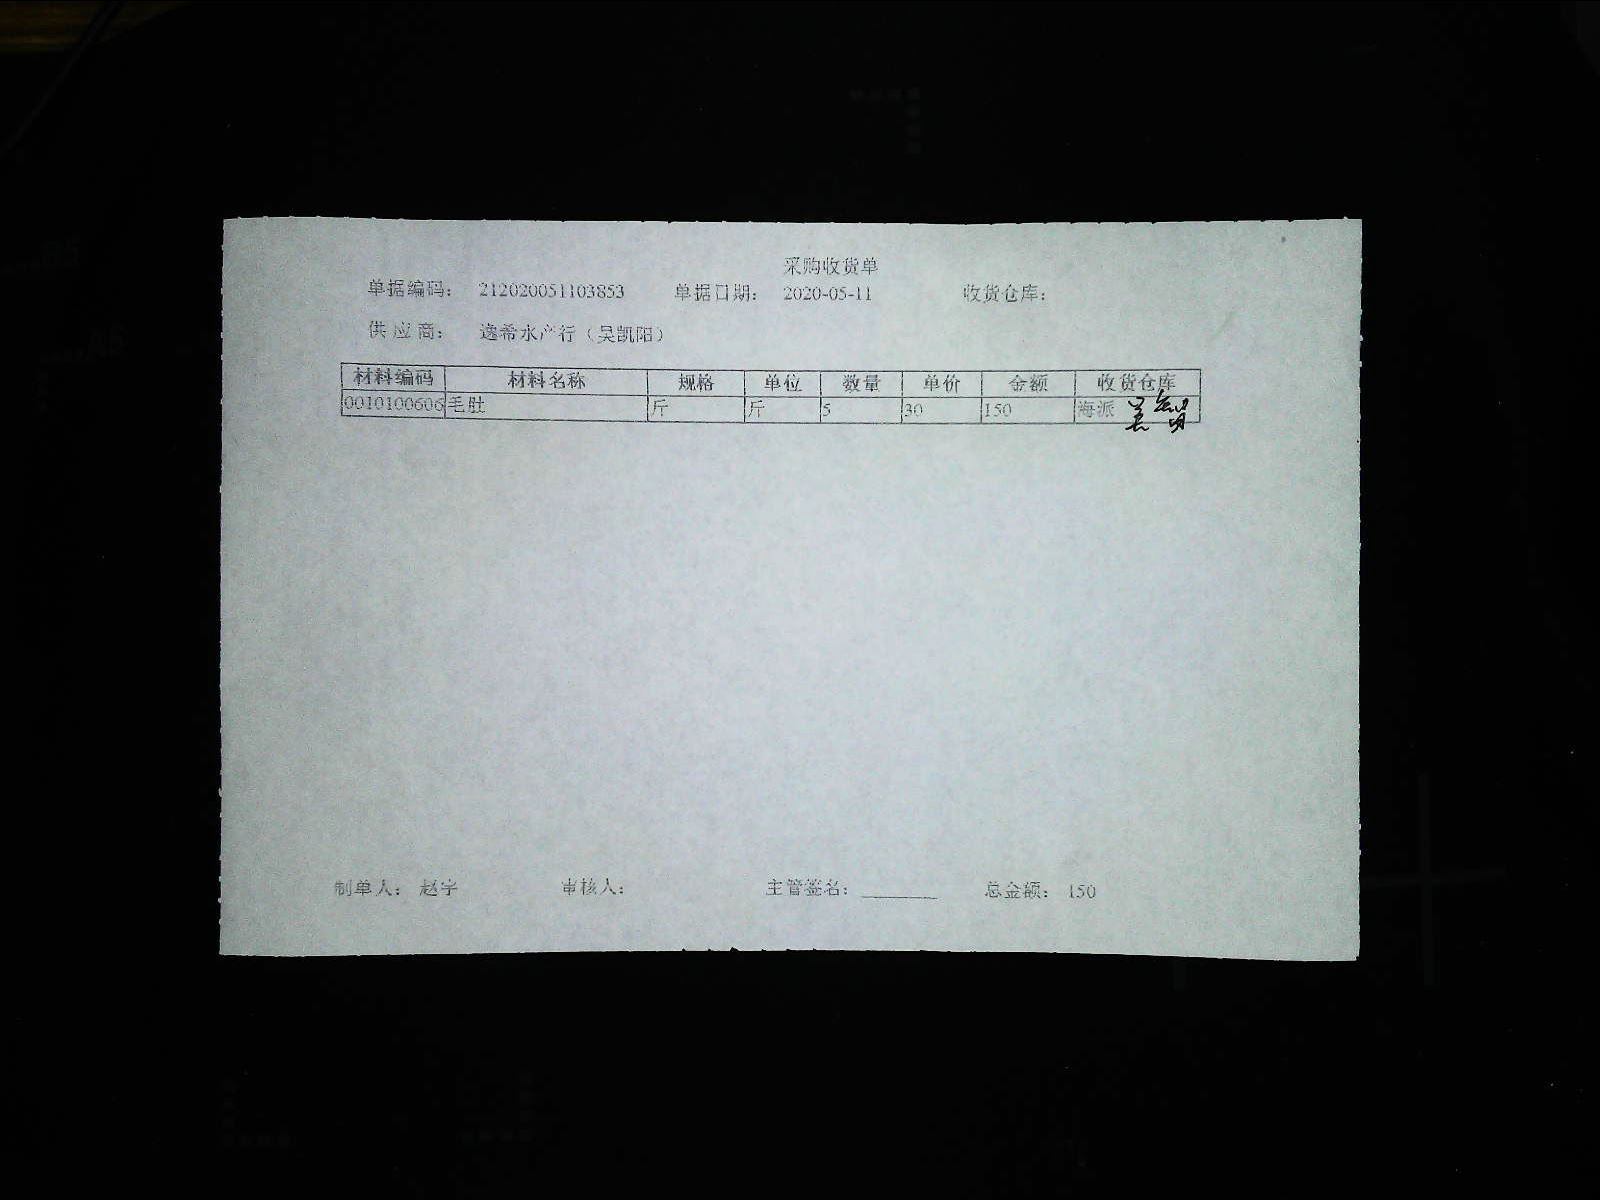 采购收货单
单据编码： 212020051103853 单据日期： 2020-05-11 收货仓库：
供应商： 逸希水产行（吴凯阳）
材料编码 材料名称 规格 单位 数量 单价 金额 收货仓库
0010100606 毛肚 斤 斤 5 30 150 海派
制单人： 赵宇 审核人： 主管签名：________ 总金额： 150